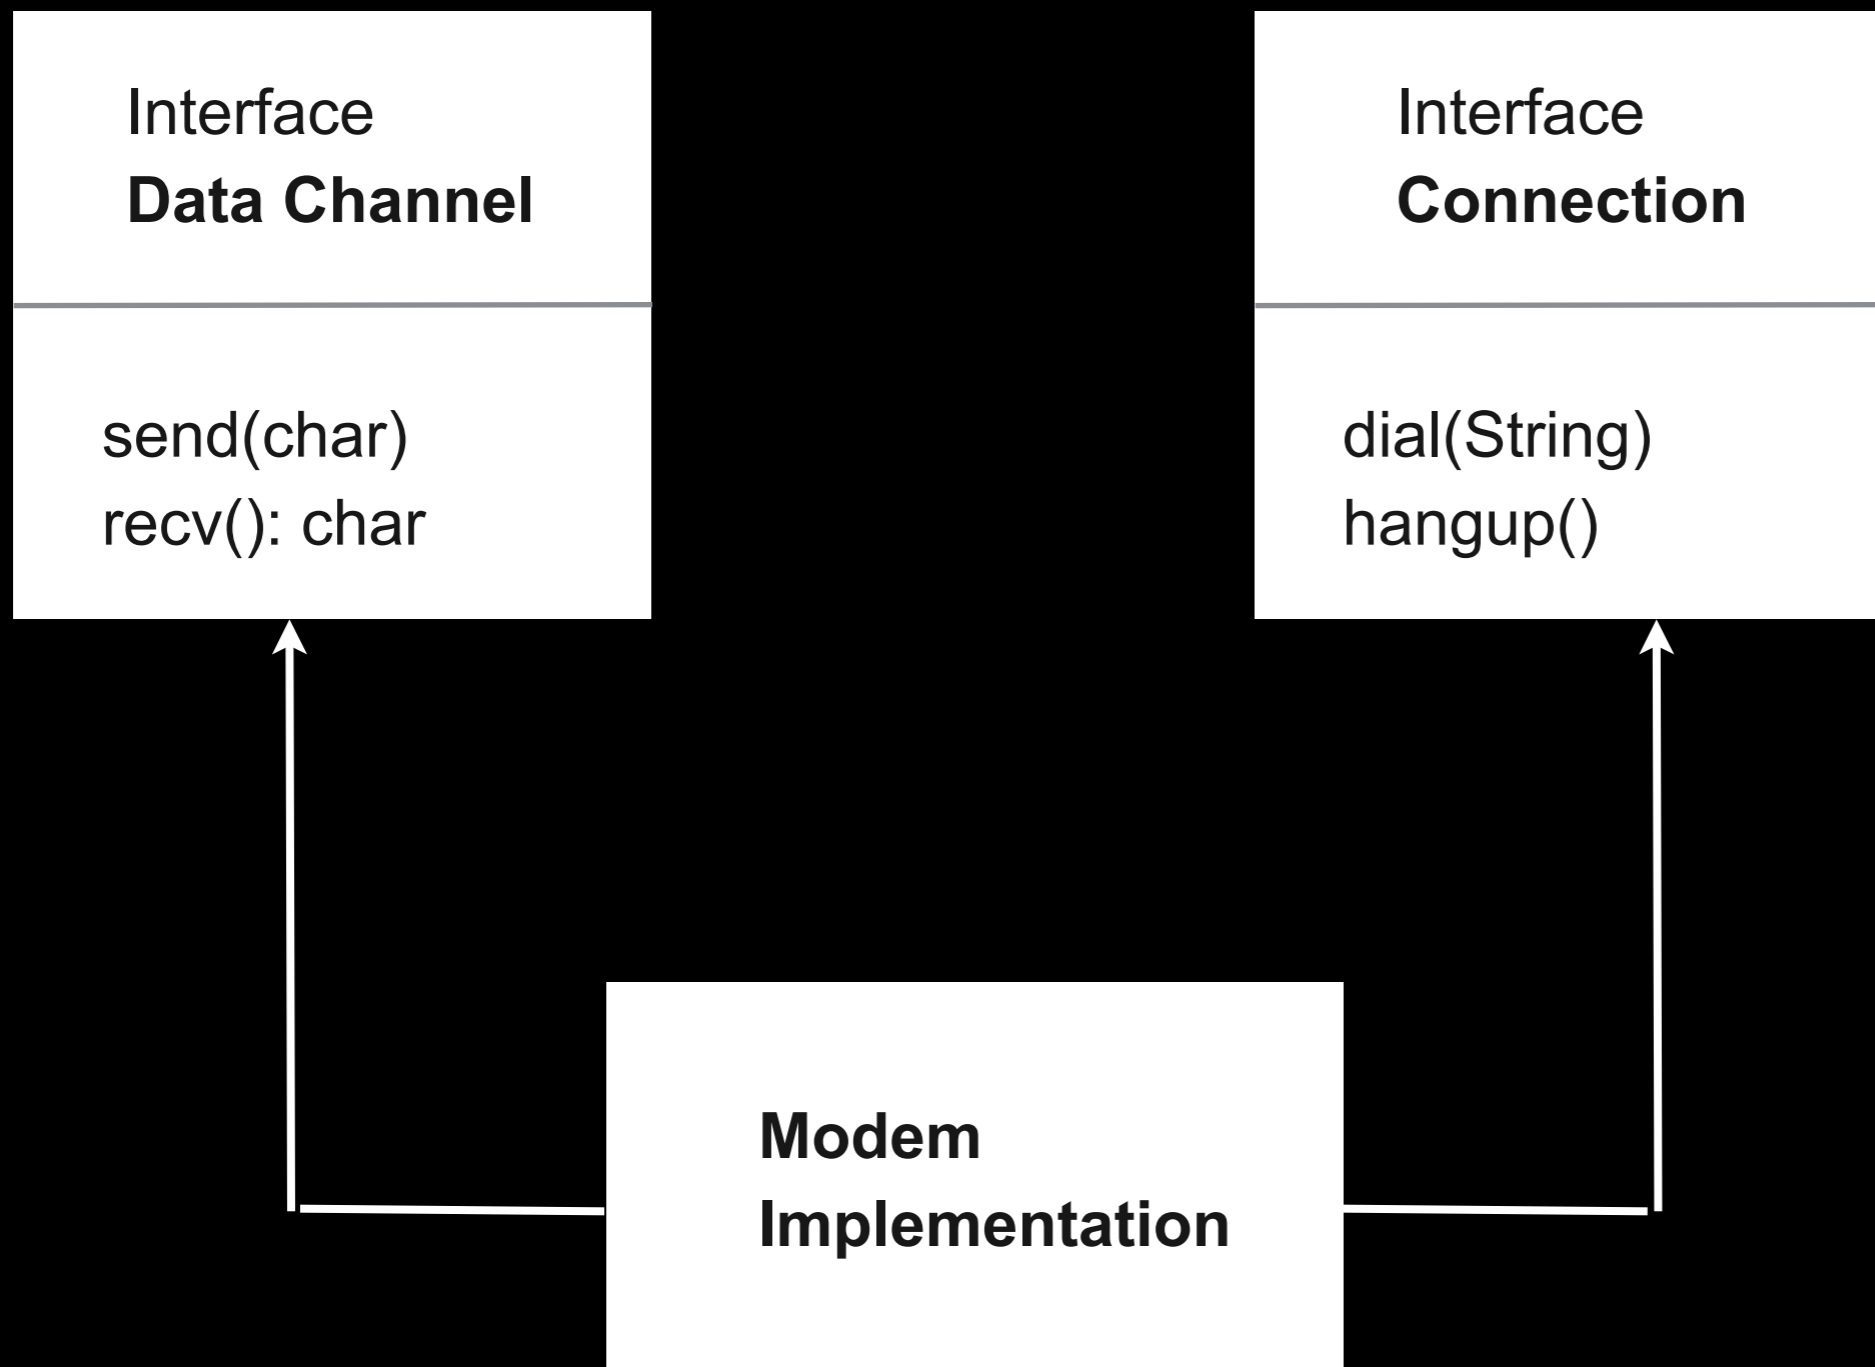 Interface
Data Channel
send(char)
recv(): char
Interface
Connection
dial(String)
hangup()
Modem
Implementation